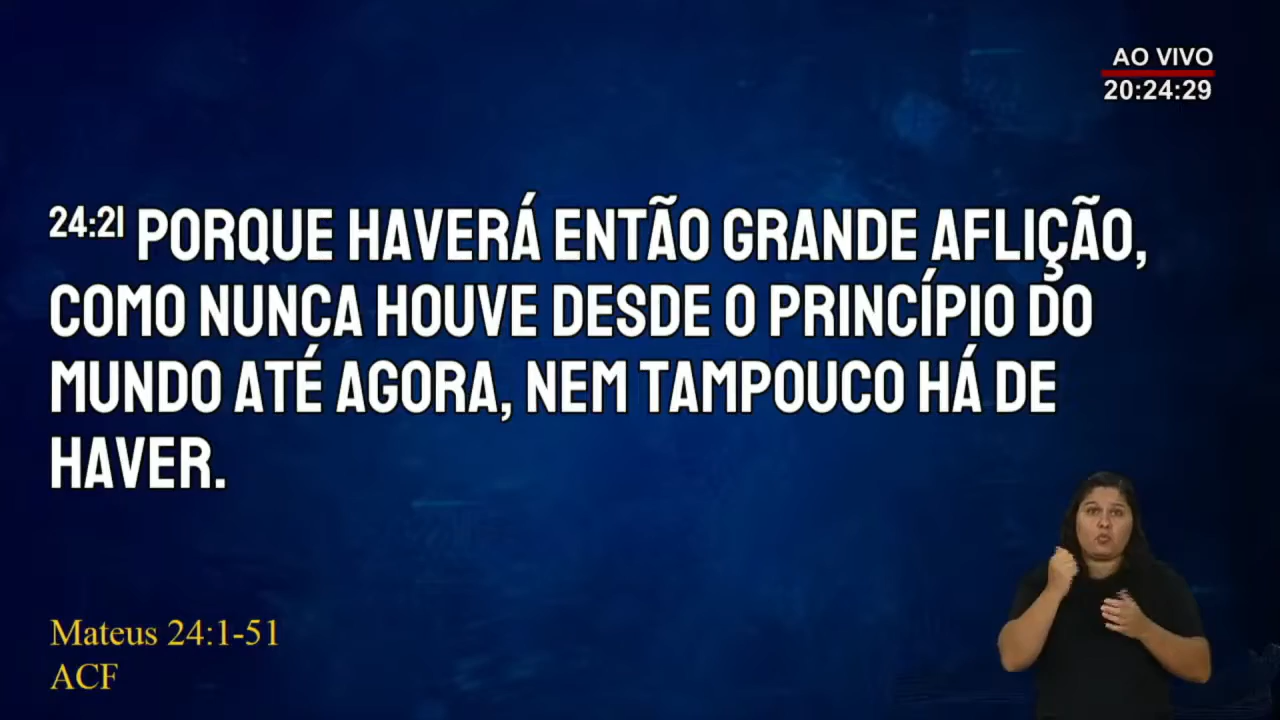 AO VIVO
20:24:29
24:21 PORQUE HAVERÁ ENTÃO GRANDE AFLIÇÃO,
COMO NUNCA HOUVE DESDE O PRINCÍPIO DO
MUNDO ATÉ AGORA, NEM TAMPOUCO HÁ DE
HAVER.
Mateus 24:1-51
ACF